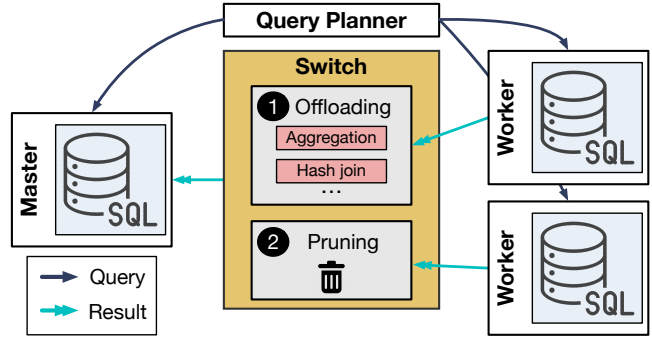 Query Planner
Switch
1 Offloading
Aggregation
Hash join
...
2 Pruning
Master
SQL
Worker
SQL
Worker
SQL
Query
Result